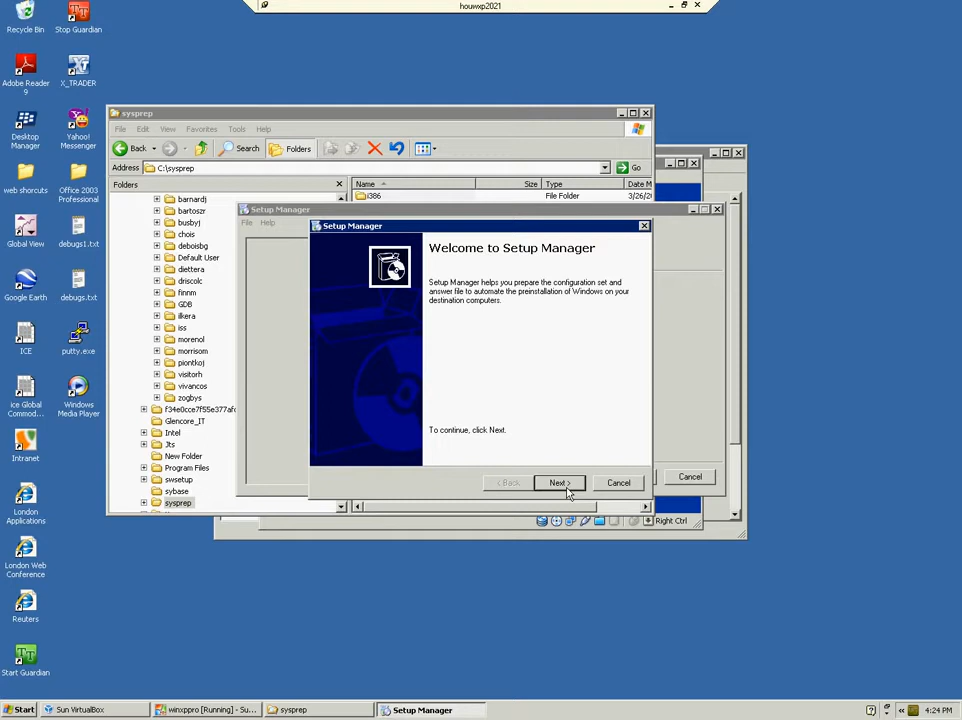 houwxp2021
Recycle Bin
Stop Guardian
Adobe Reader
9
X_TRADER
Desktop
Manager
Yahoo!
Messenger
web shorcuts
Office 2003
Professional
Global View
debugs1.txt
Google Earth
debugs.txt
ICE
putty.exe
ice Global
Commod...
Windows
Media Player
Intranet
London
Applications
London Web
Conference
Reuters
Start Guardian
sysprep
File Edit View Favorites Tools Help
Back Search Folders
Address C:\sysprep Go
Folders
Name Size Type Date M
i386 File Folder 3/26/20
barnardj
bartoszr
busbyj
chois
deboisbg
Default User
diettera
driscolc
finnm
GDB
ilkera
iss
morenol
morrisom
piontkoj
visitorh
vivancos
zogbys
f34e0cce7f55e377afc
Glencore_IT
Intel
Jts
New Folder
Program Files
swsetup
sybase
sysprep
Setup Manager
File Help
Setup Manager
Welcome to Setup Manager
Setup Manager helps you prepare the configuration set and
answer file to automate the preinstallation of Windows on your
destination computers.
To continue, click Next.
< Back Next > Cancel
Cancel
Right Ctrl
Start
Sun VirtualBox
winxppro [Running] - Su...
sysprep
Setup Manager
4:24 PM